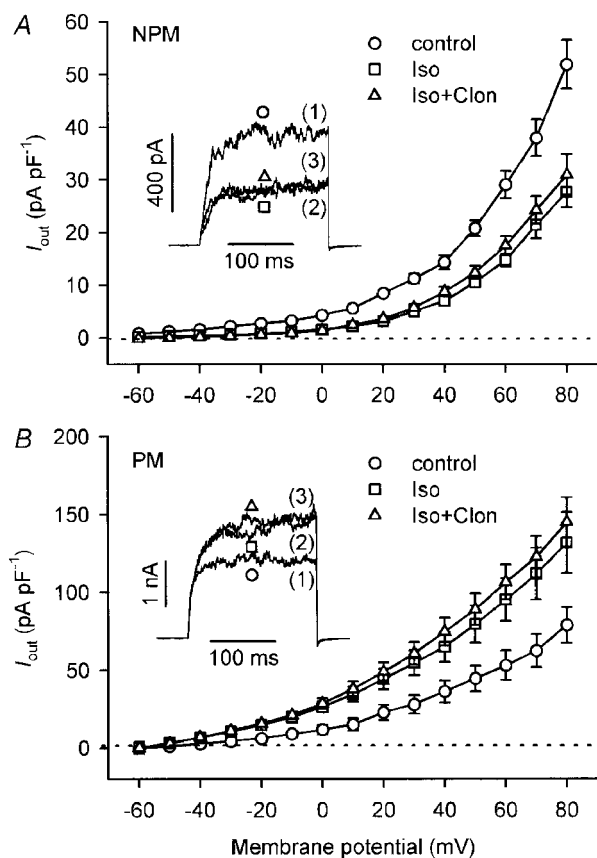 A
NPM
60
50
40
30
20
10
0
I_out (pA pF⁻¹)
control
Iso
Iso+Clon
400 pA
100 ms
(1)
(3)
(2)
-60 -40 -20 0 20 40 60 80
B
PM
200
150
100
50
0
I_out (pA pF⁻¹)
control
Iso
Iso+Clon
1 nA
100 ms
(3)
(2)
(1)
-60 -40 -20 0 20 40 60 80
Membrane potential (mV)